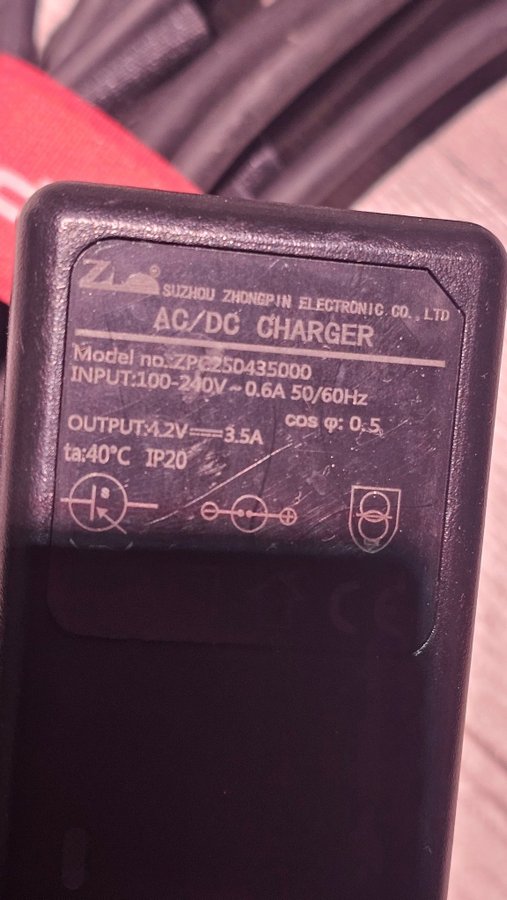 SUZHOU ZHONGPIN ELECTRONIC CO.,LTD
AC/DC CHARGER
Model no.:ZPC250435000
INPUT:100-240V~0.6A 50/60Hz
cos φ: 0.5
OUTPUT:4.2V⎓3.5A
ta:40°C IP20
s
CE